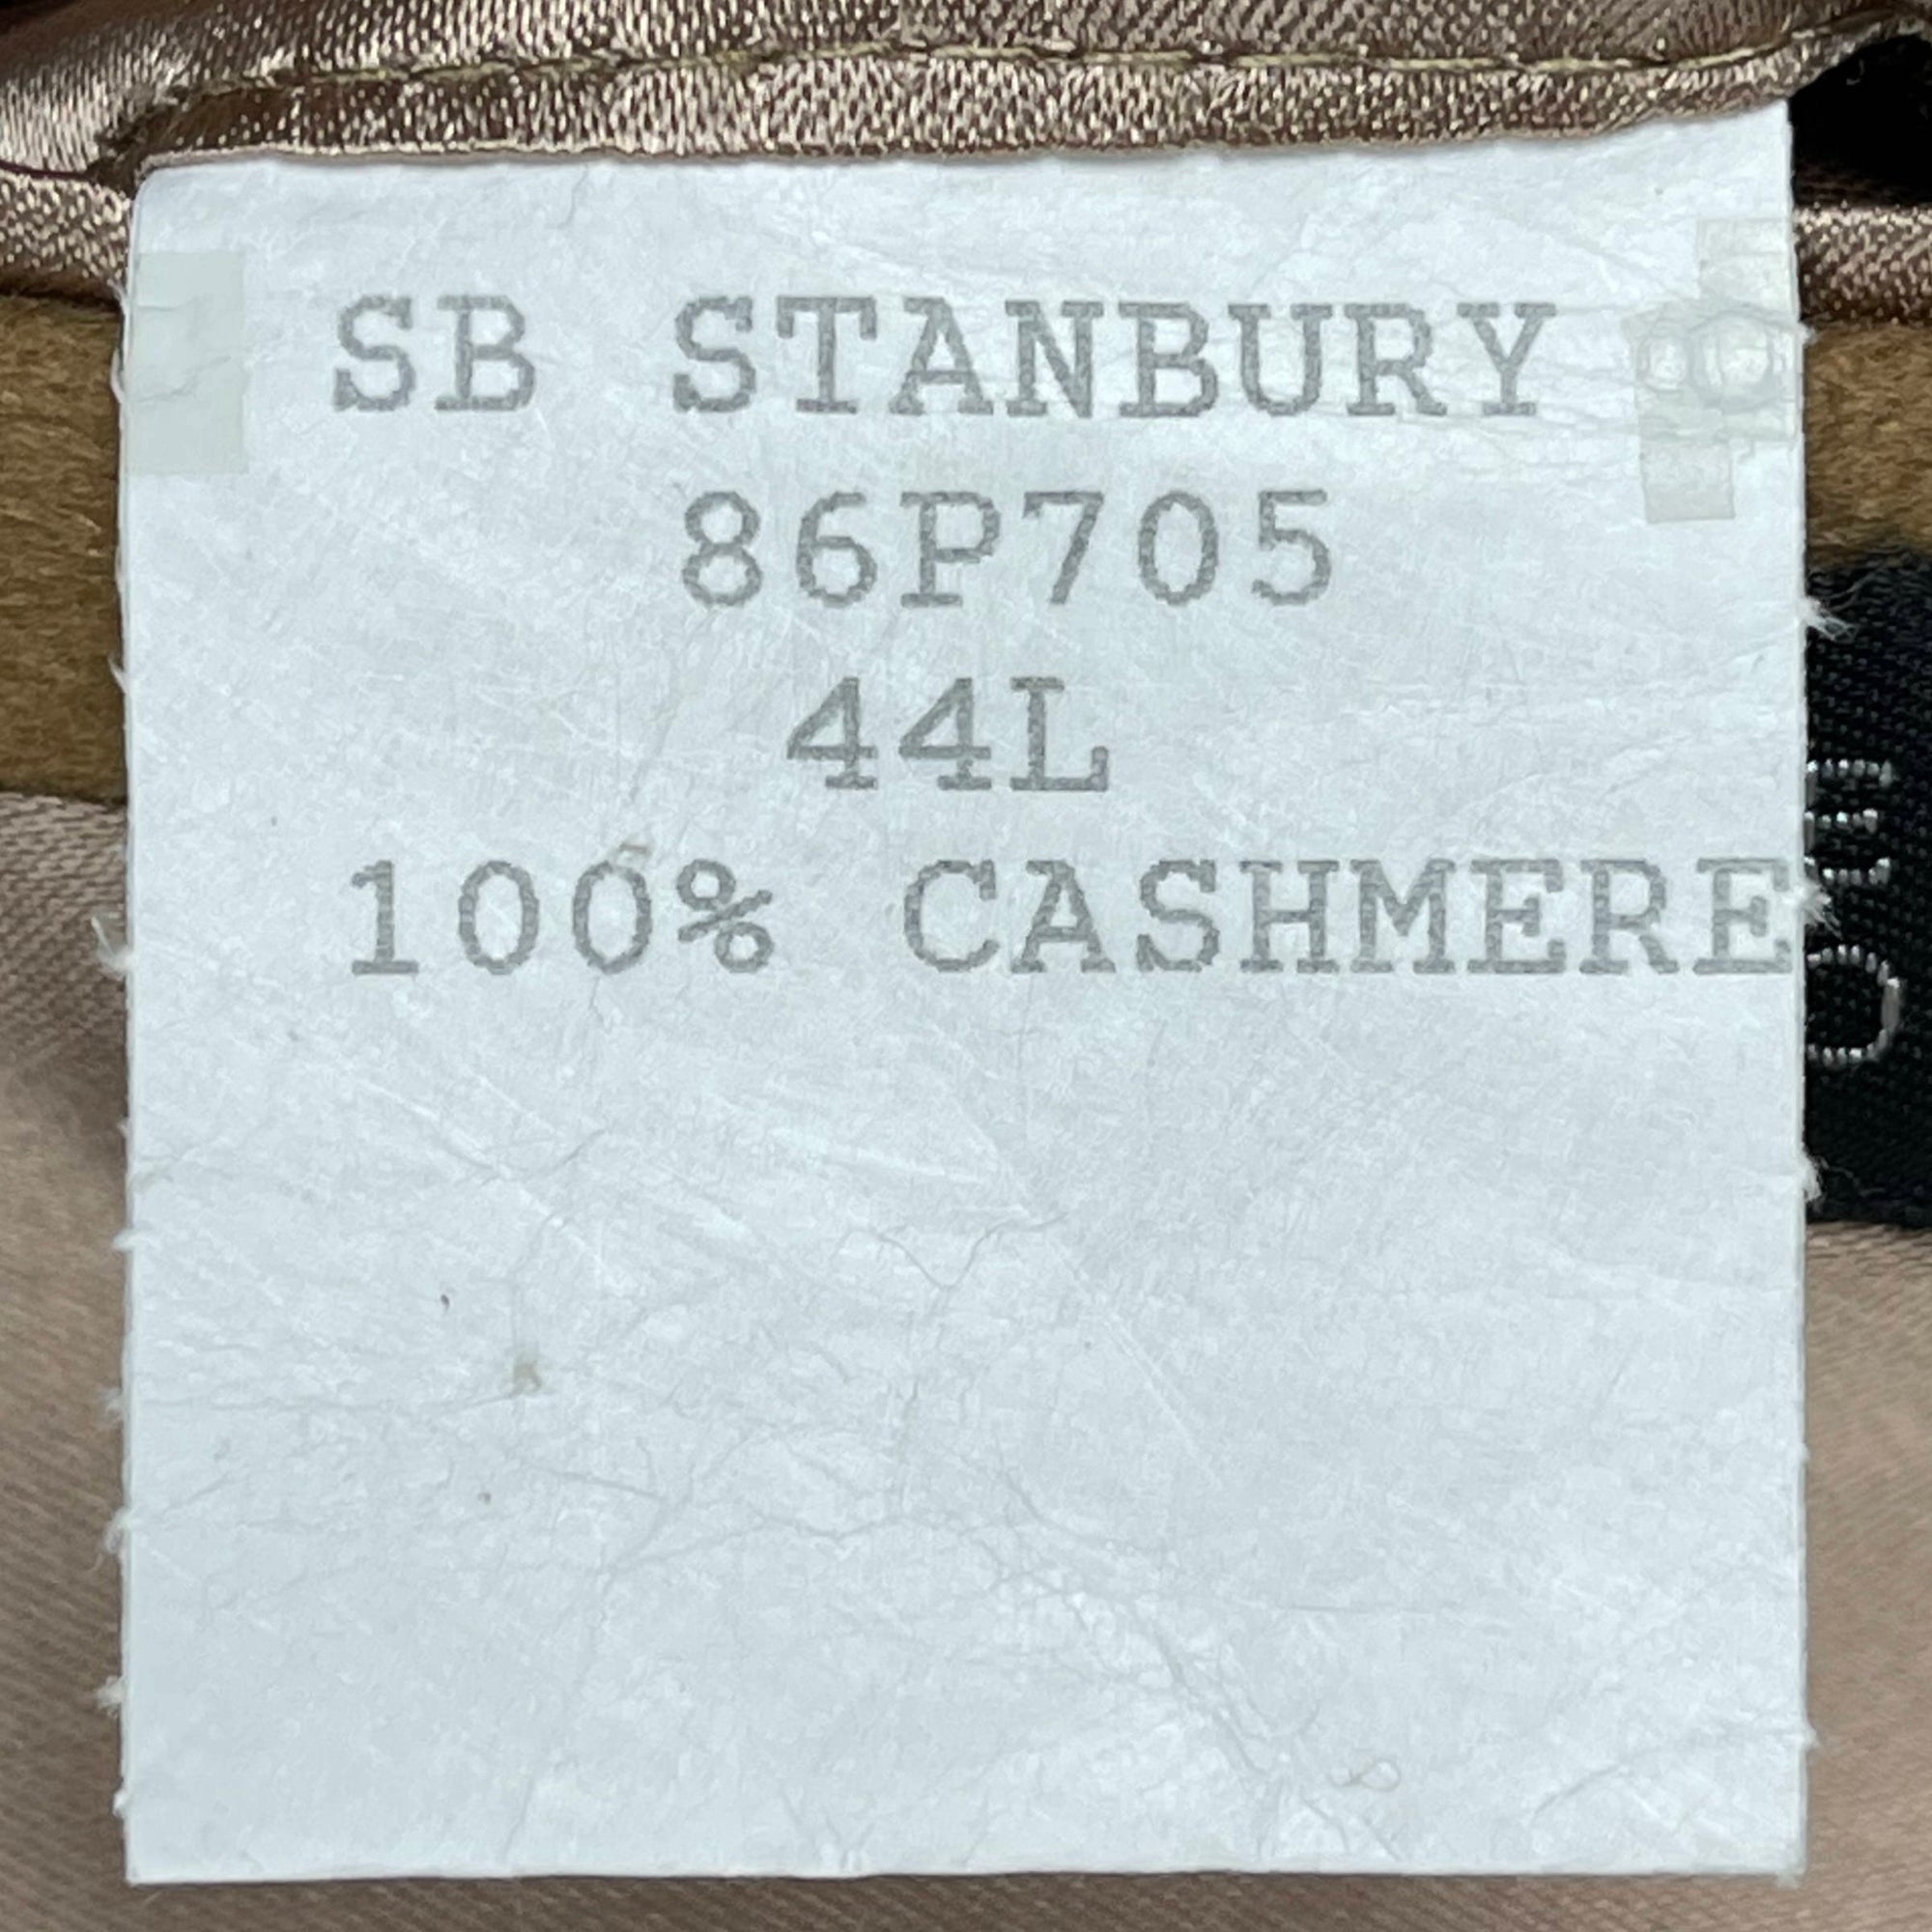 SB STANBURY
86P705
44L
100% CASHMERE